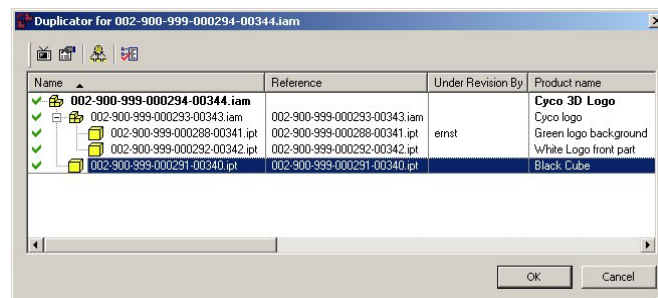 Duplicator for 002-900-999-000294-00344.iam
Name Reference Under Revision By Product name
002-900-999-000294-00344.iam Cyco 3D Logo
002-900-999-000293-00343.iam 002-900-999-000293-00343.iam Cyco logo
002-900-999-000288-00341.ipt 002-900-999-000288-00341.ipt ernst Green logo background
002-900-999-000292-00342.ipt 002-900-999-000292-00342.ipt White Logo front part
002-900-999-000291-00340.ipt 002-900-999-000291-00340.ipt Black Cube
OK Cancel